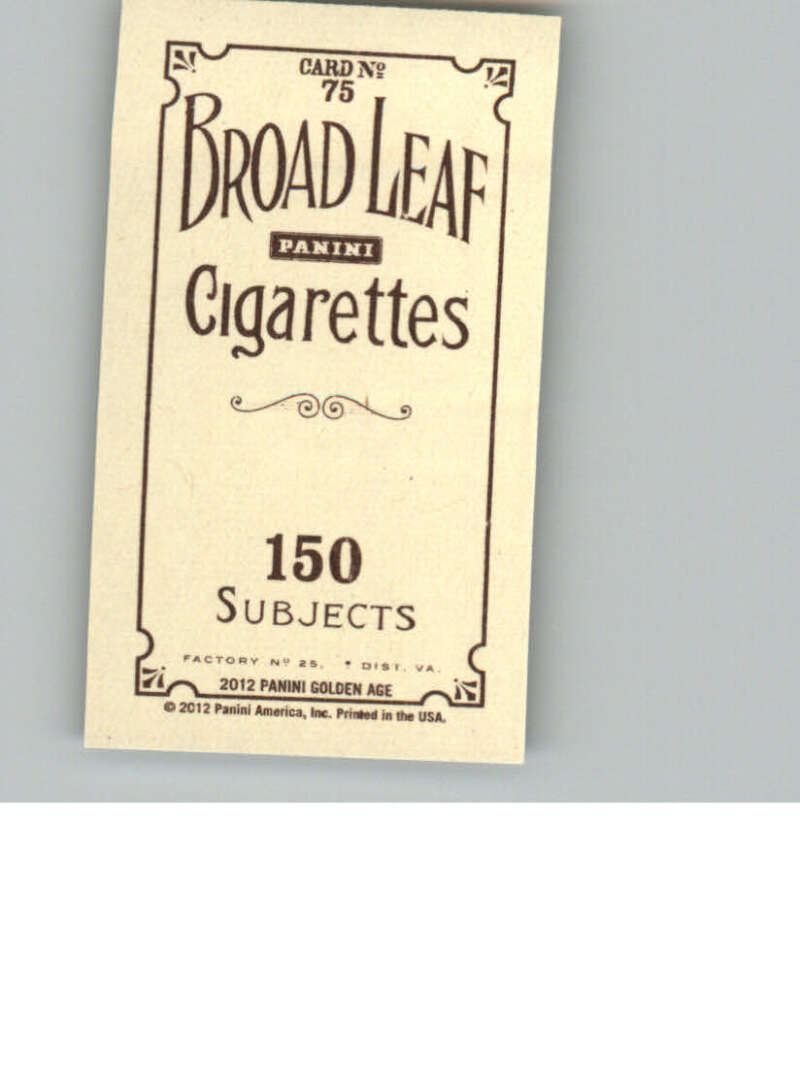 CARD Nº
75
BROAD LEAF
PANINI
Cigarettes
150
SUBJECTS
FACTORY Nº 25. • DIST. VA.
2012 PANINI GOLDEN AGE
© 2012 Panini America, Inc. Printed in the USA.